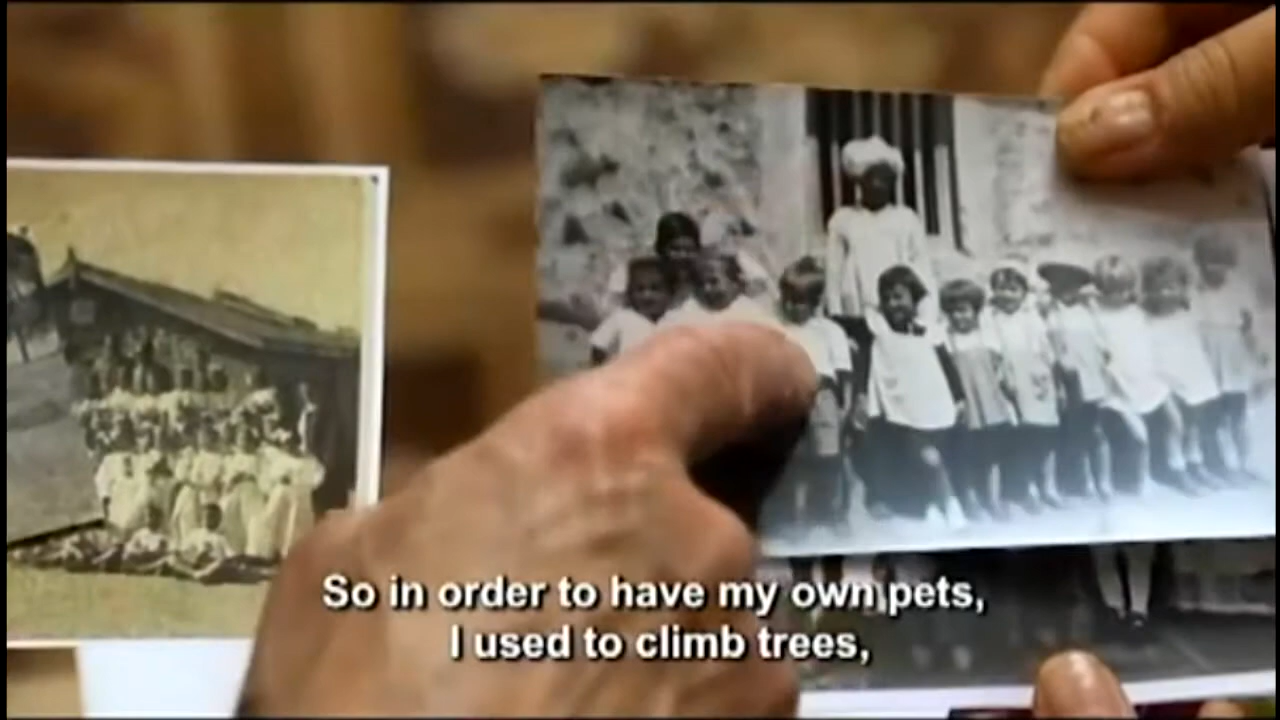 So in order to have my own pets,
I used to climb trees,